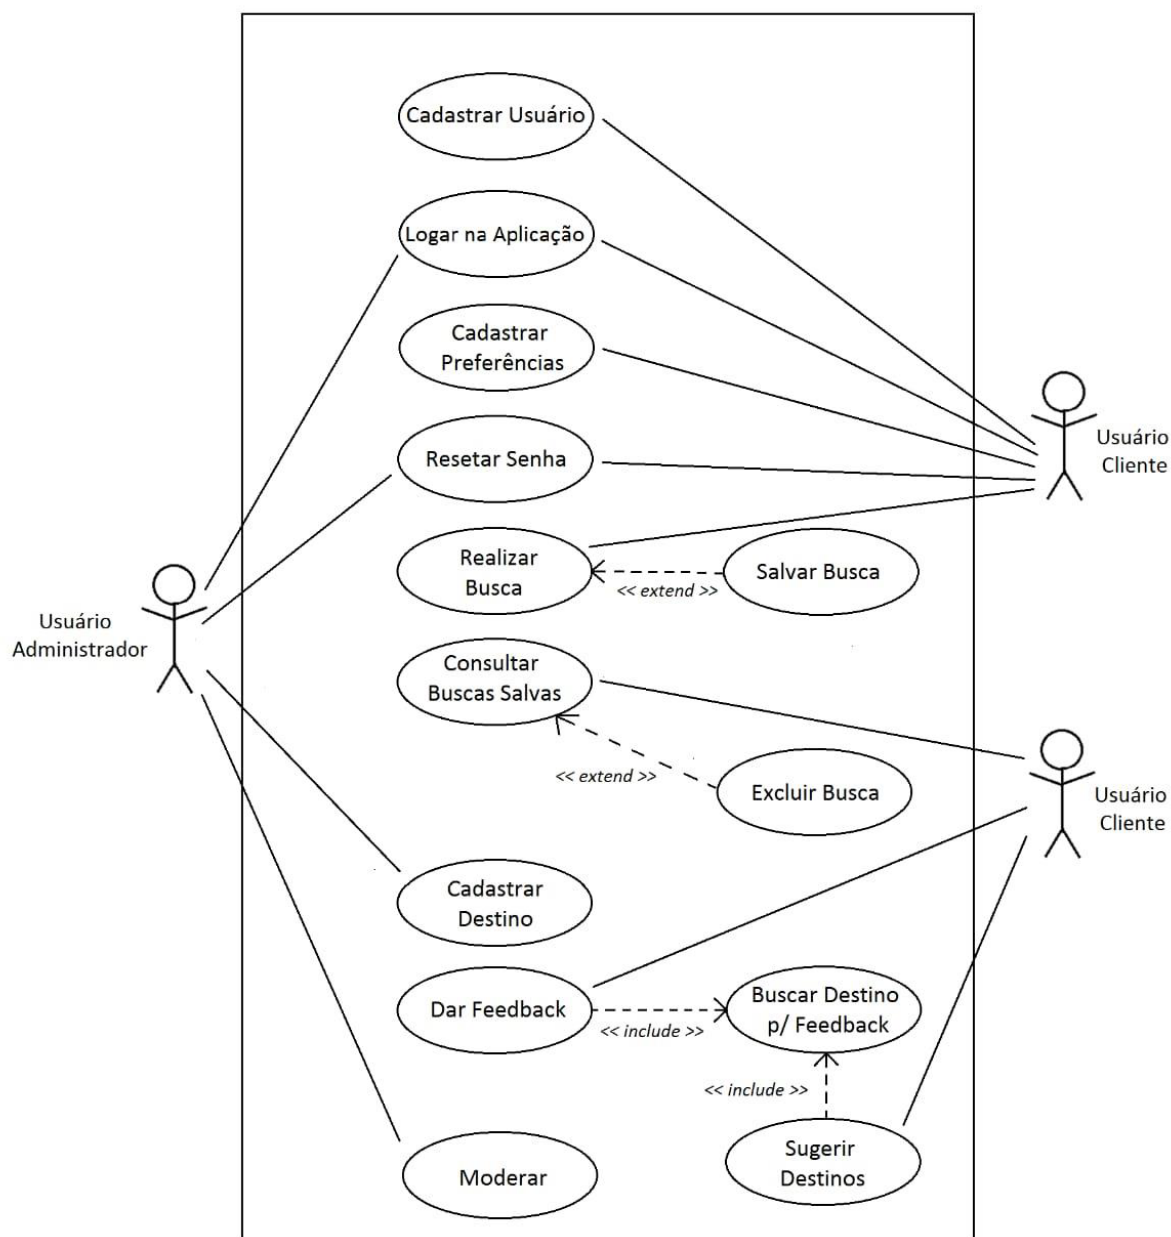 Cadastrar Usuário
Logar na Aplicação
Cadastrar
Preferências
Resetar Senha
Usuário
Cliente
Realizar
Busca
<< extend >>
Salvar Busca
Usuário
Administrador
Consultar
Buscas Salvas
<< extend >>
Excluir Busca
Usuário
Cliente
Cadastrar
Destino
Dar Feedback
<< include >>
Buscar Destino
p/ Feedback
<< include >>
Moderar
Sugerir
Destinos